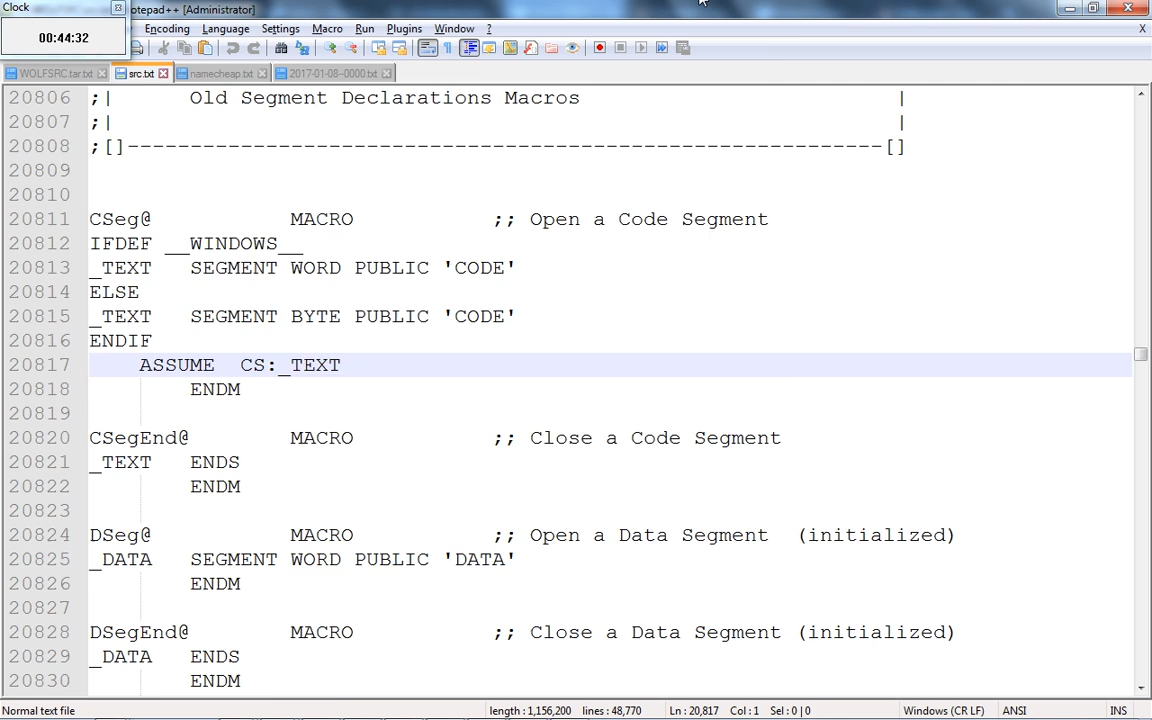 Clock
otepad++ [Administrator]
00:44:32
Encoding Language Settings Macro Run Plugins Window ? X
WOLFSRC.tar.txt src.txt namecheap.txt 2017-01-08--0000.txt
20806 ;| Old Segment Declarations Macros |
20807 ;| |
20808 ;[]------------------------------------------------------------[]
20809
20810
20811 CSeg@ MACRO ;; Open a Code Segment
20812 IFDEF __WINDOWS__
20813 _TEXT SEGMENT WORD PUBLIC 'CODE'
20814 ELSE
20815 _TEXT SEGMENT BYTE PUBLIC 'CODE'
20816 ENDIF
20817 ASSUME CS:_TEXT
20818 ENDM
20819
20820 CSegEnd@ MACRO ;; Close a Code Segment
20821 _TEXT ENDS
20822 ENDM
20823
20824 DSeg@ MACRO ;; Open a Data Segment (initialized)
20825 _DATA SEGMENT WORD PUBLIC 'DATA'
20826 ENDM
20827
20828 DSegEnd@ MACRO ;; Close a Data Segment (initialized)
20829 _DATA ENDS
20830 ENDM
Normal text file length : 1,156,200 lines : 48,770 Ln : 20,817 Col : 1 Sel : 0 | 0 Windows (CR LF) ANSI INS